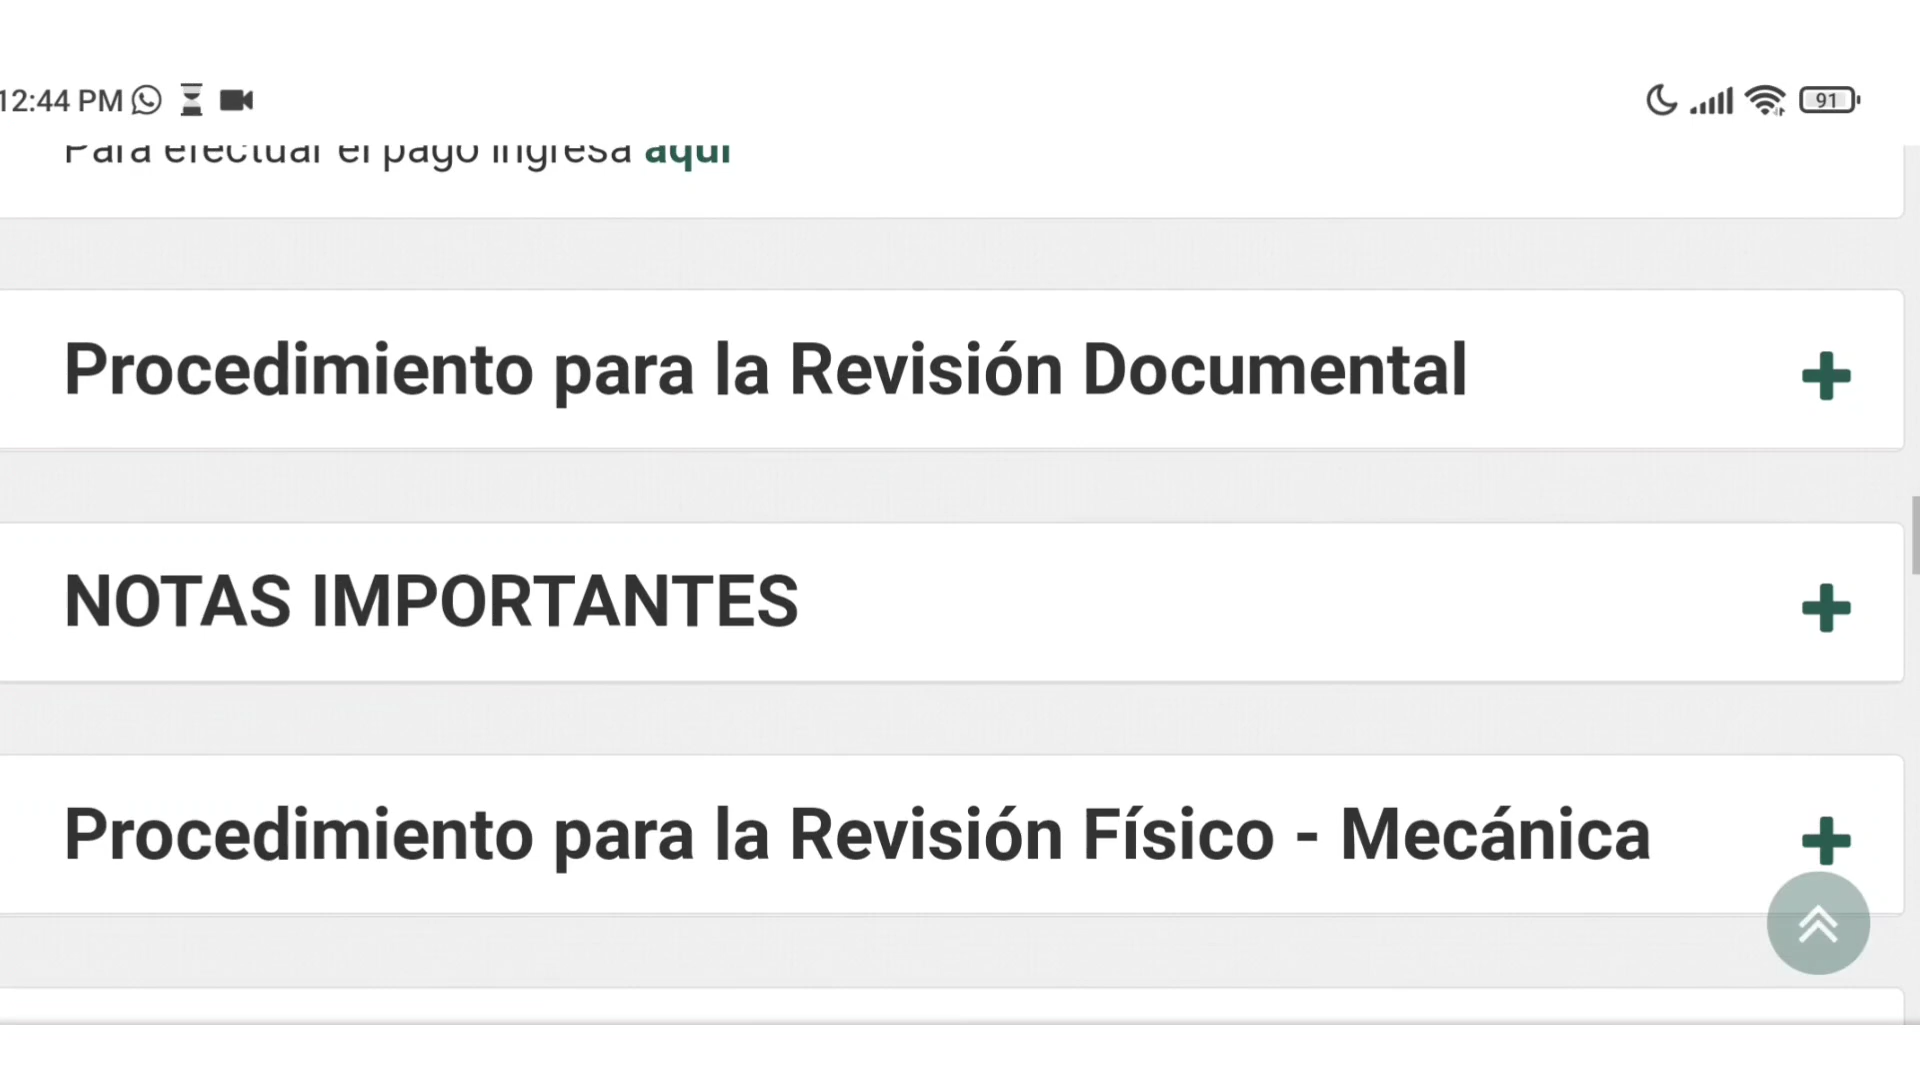 12:44 PM
91
Para efectuar el pago ingresa aquí
Procedimiento para la Revisión Documental
NOTAS IMPORTANTES
Procedimiento para la Revisión Físico - Mecánica